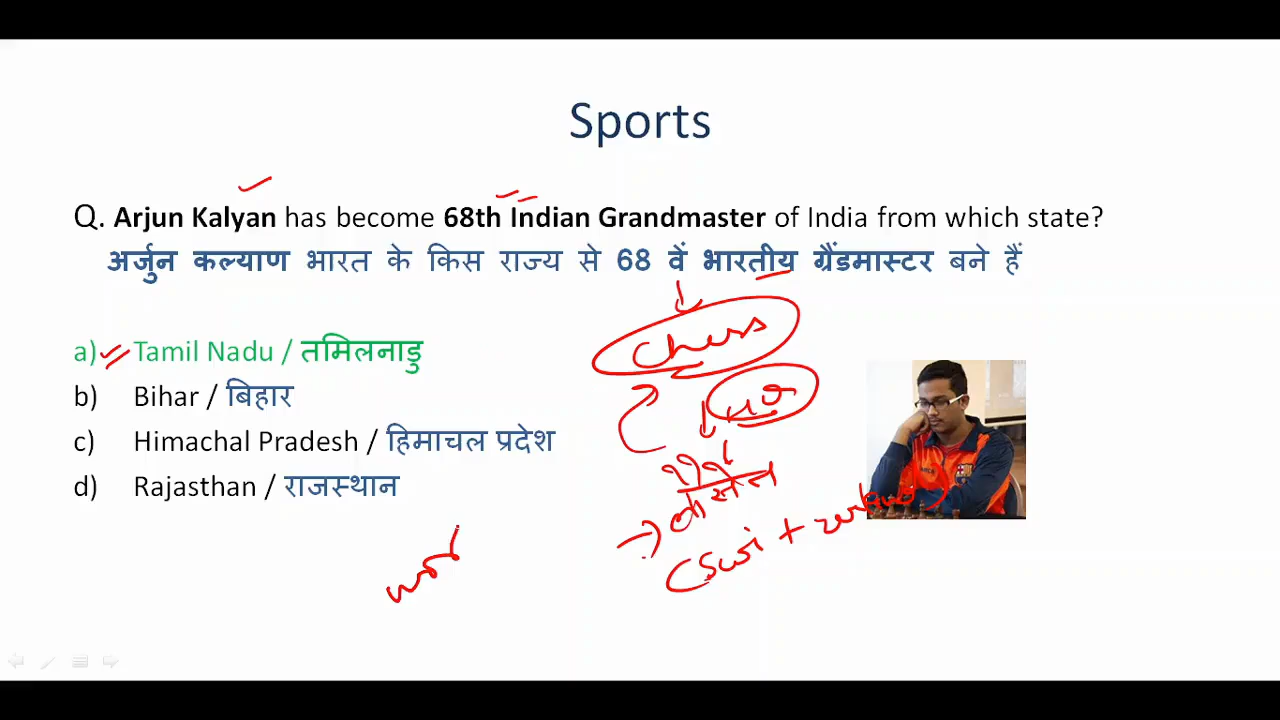 Sports
Q. Arjun Kalyan has become 68th Indian Grandmaster of India from which state?
अर्जुन कल्याण भारत के किस राज्य से 68 वें भारतीय ग्रैंडमास्टर बने हैं
a) Tamil Nadu / तमिलनाडु
b) Bihar / बिहार
c) Himachal Pradesh / हिमाचल प्रदेश
d) Rajasthan / राजस्थान
Chess